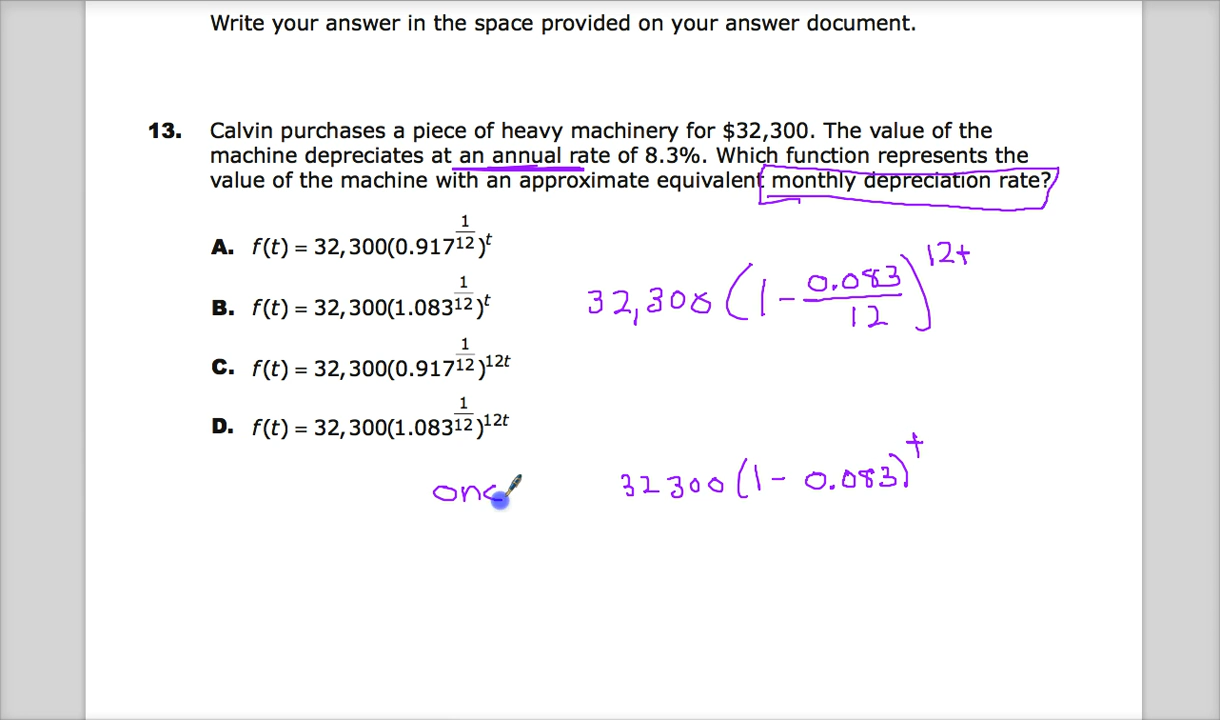 Write your answer in the space provided on your answer document.
13. Calvin purchases a piece of heavy machinery for $32,300. The value of the
machine depreciates at an annual rate of 8.3%. Which function represents the
value of the machine with an approximate equivalent monthly depreciation rate?
A. f(t) = 32,300(0.917^(1/12))^t
B. f(t) = 32,300(1.083^(1/12))^t
C. f(t) = 32,300(0.917^(1/12))^12t
D. f(t) = 32,300(1.083^(1/12))^12t
32,300 (1 - 0.083/12)^12t
32300 (1 - 0.083)^t
onc